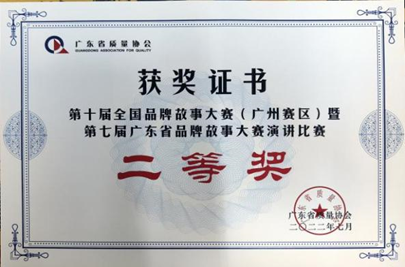 广东省质量协会
GUANGDONG ASSOCIATION FOR QUALITY
获奖证书
第十届全国品牌故事大赛（广州赛区）暨
第七届广东省品牌故事大赛演讲比赛
二等奖
广东省质量协会
二〇二二年七月